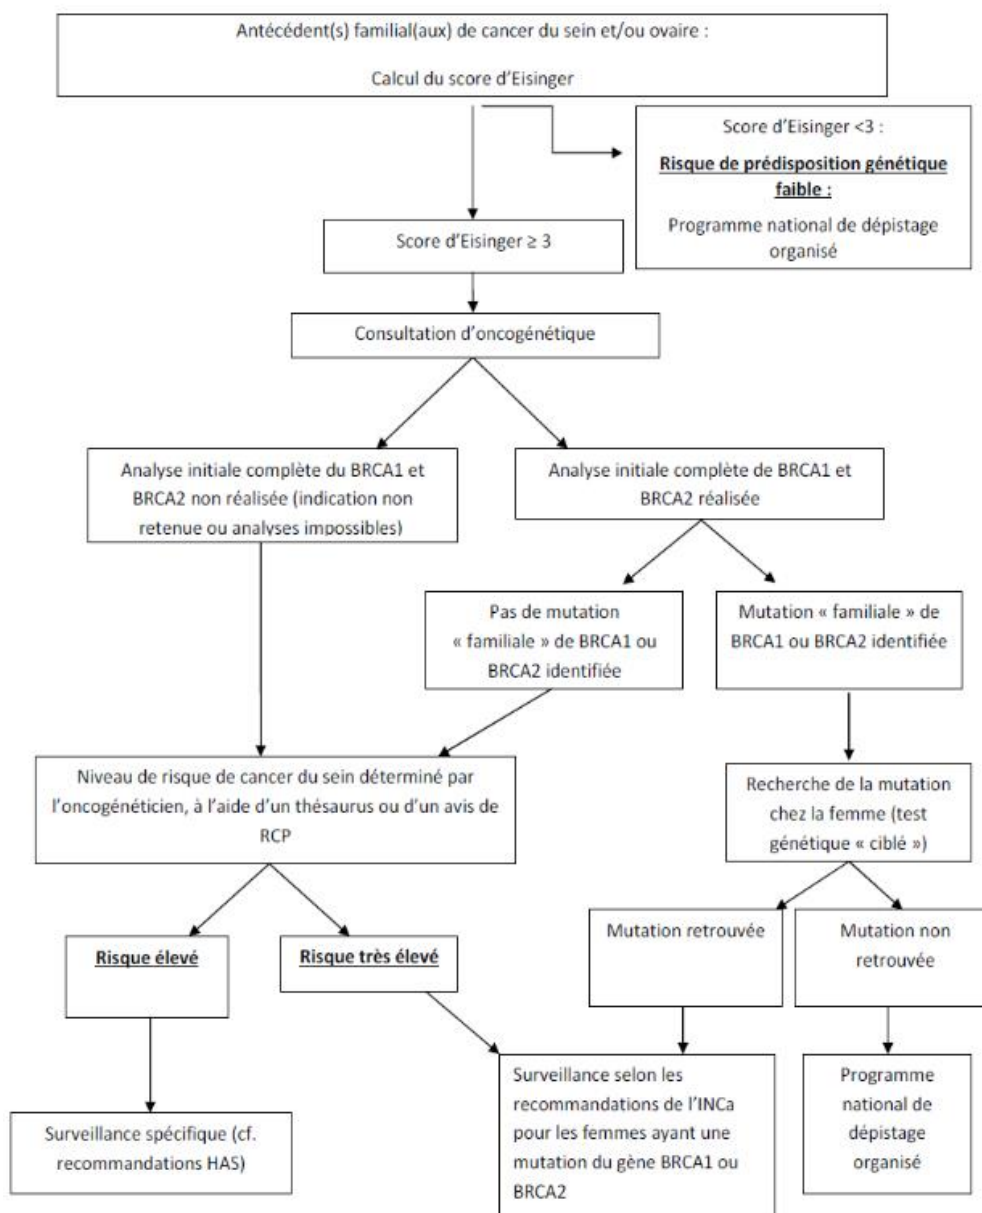 Antécédent(s) familial(aux) de cancer du sein et/ou ovaire :
Calcul du score d'Eisinger
Score d'Eisinger <3 :
Risque de prédisposition génétique
faible :
Programme national de dépistage
organisé
Score d'Eisinger ≥ 3
Consultation d'oncogénétique
Analyse initiale complète du BRCA1 et
BRCA2 non réalisée (indication non
retenue ou analyses impossibles)
Analyse initiale complète de BRCA1 et
BRCA2 réalisée
Pas de mutation
« familiale » de BRCA1 ou
BRCA2 identifiée
Mutation « familiale » de
BRCA1 ou BRCA2 identifiée
Niveau de risque de cancer du sein déterminé par
l'oncogénéticien, à l'aide d'un thésaurus ou d'un avis de
RCP
Recherche de la mutation
chez la femme (test
génétique « ciblé »)
Risque élevé
Risque très élevé
Mutation retrouvée
Mutation non
retrouvée
Surveillance spécifique (cf.
recommandations HAS)
Surveillance selon les
recommandations de l'INCa
pour les femmes ayant une
mutation du gène BRCA1 ou
BRCA2
Programme
national de
dépistage
organisé